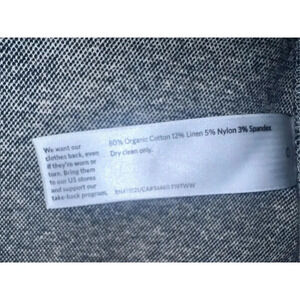 We want our
clothes back, even
if they're worn or
torn. Bring them
to our US stores
and support our
take-back program.
80% Organic Cotton 12% Linen 5% Nylon 3% Spandex
Dry clean only.